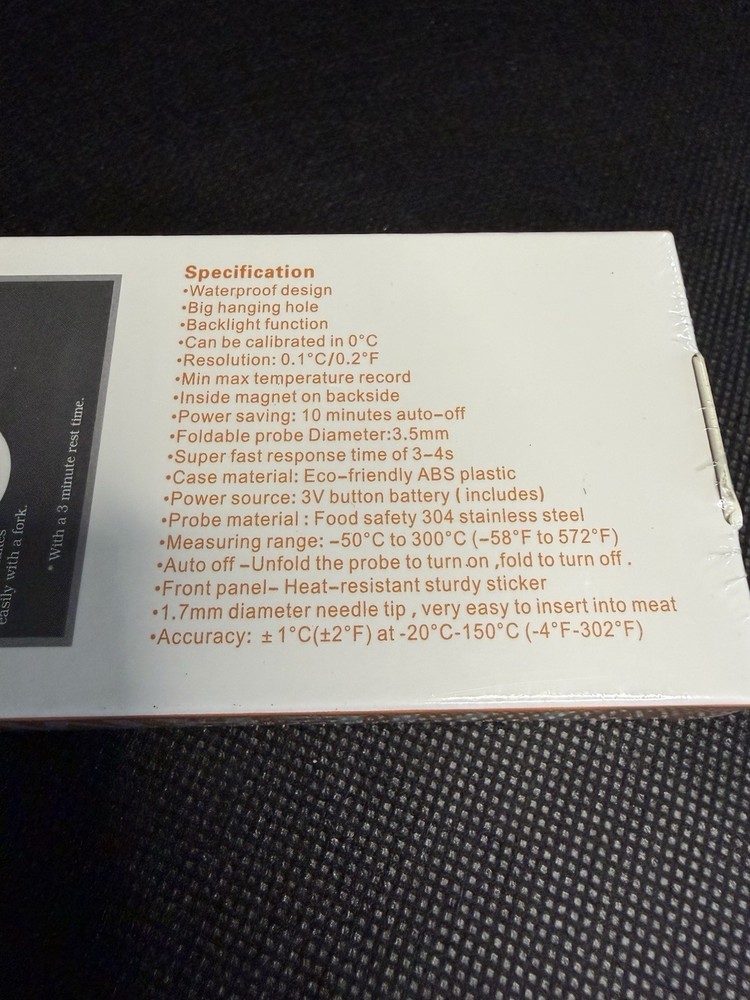 Specification
•Waterproof design
•Big hanging hole
•Backlight function
•Can be calibrated in 0°C
•Resolution: 0.1°C/0.2°F
•Min max temperature record
•Inside magnet on backside
•Power saving: 10 minutes auto-off
•Foldable probe Diameter:3.5mm
•Super fast response time of 3-4s
•Case material: Eco-friendly ABS plastic
•Power source: 3V button battery ( includes)
•Probe material : Food safety 304 stainless steel
•Measuring range: -50°C to 300°C (-58°F to 572°F)
•Auto off -Unfold the probe to turn on ,fold to turn off .
•Front panel- Heat-resistant sturdy sticker
•1.7mm diameter needle tip , very easy to insert into meat
•Accuracy: ±1°C(±2°F) at -20°C-150°C (-4°F-302°F)
easily with a fork.
* With a 3 minute rest time.